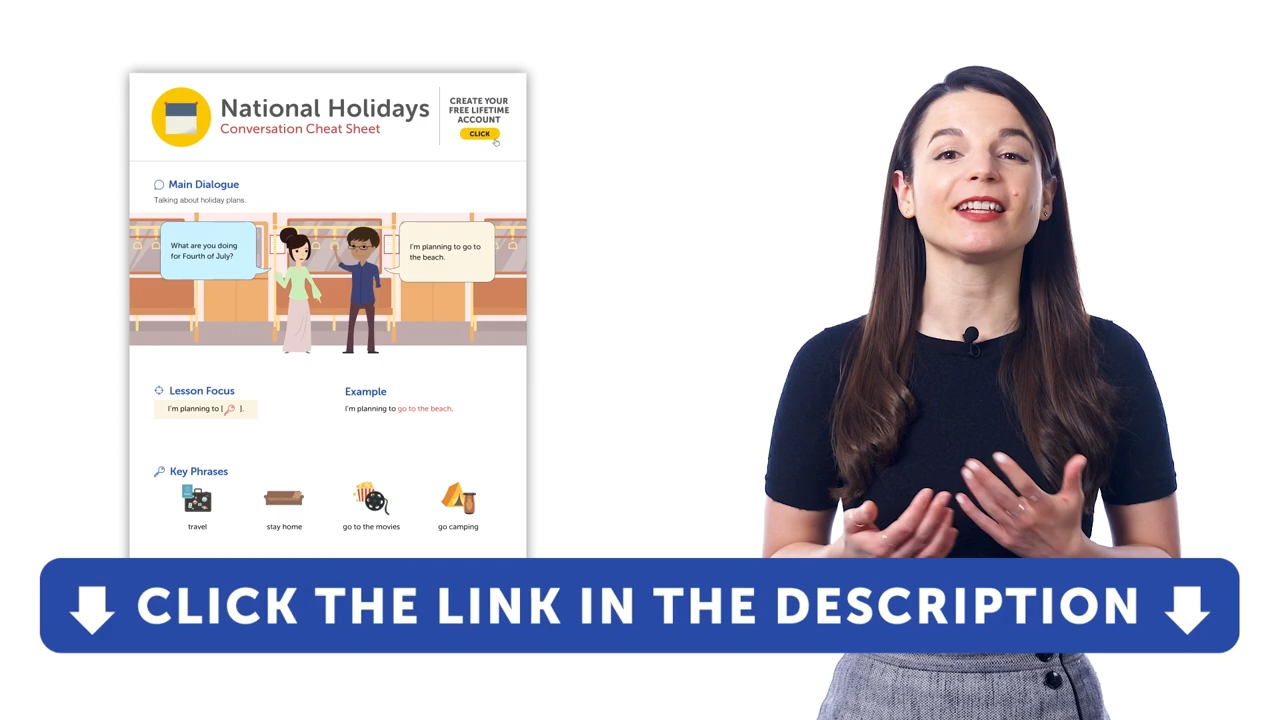 National Holidays
Conversation Cheat Sheet
CREATE YOUR
FREE LIFETIME
ACCOUNT
CLICK
Main Dialogue
Talking about holiday plans.
What are you doing
for Fourth of July?
I'm planning to go to
the beach.
Lesson Focus
I'm planning to [ ].
Example
I'm planning to go to the beach.
Key Phrases
travel
stay home
go to the movies
go camping
CLICK THE LINK IN THE DESCRIPTION